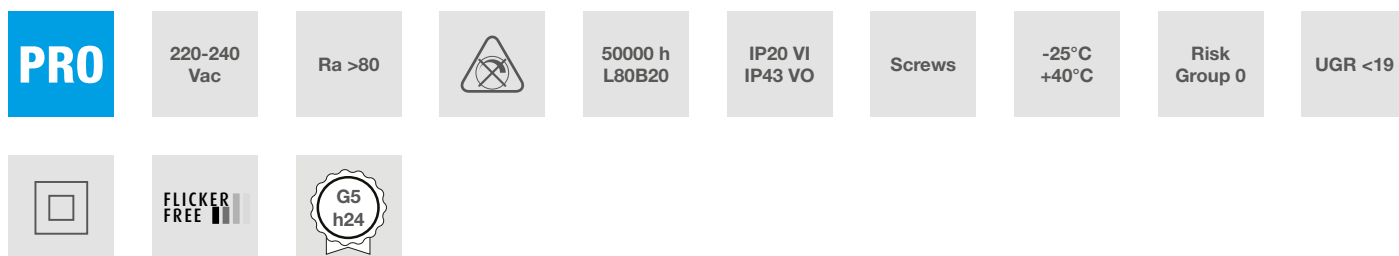 PRO
220-240
Vac
Ra >80
50000 h
L80B20
IP20 VI
IP43 VO
Screws
-25°C
+40°C
Risk
Group 0
UGR <19
FLICKER
FREE
G5
h24